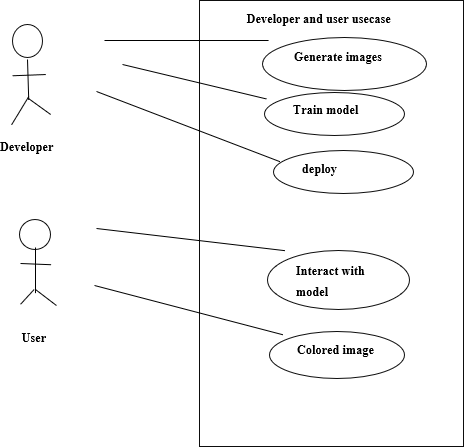 Developer and user usecase
Generate images
Train model
Developer
deploy
Interact with
model
User
Colored image